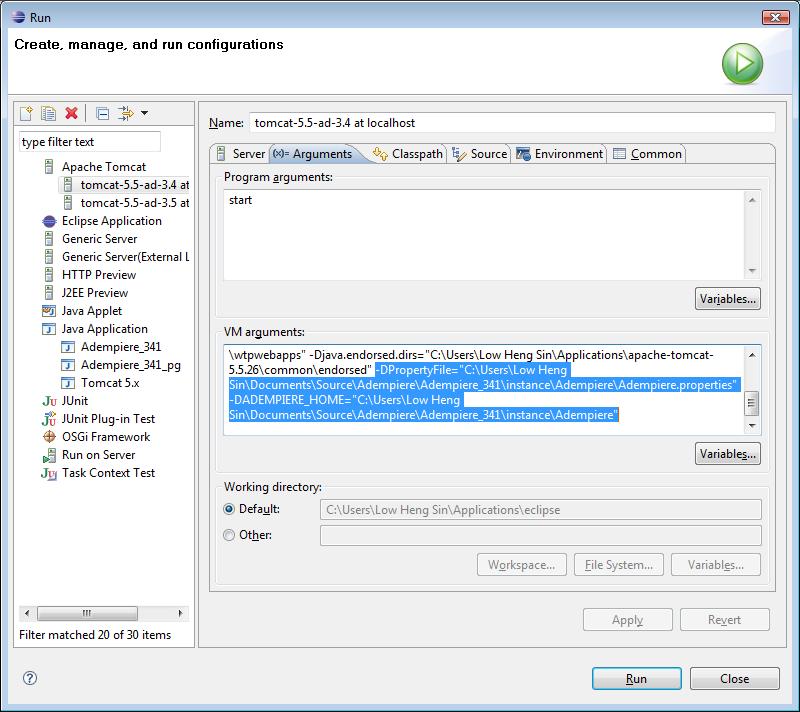 Run
Create, manage, and run configurations
type filter text
Apache Tomcat
tomcat-5.5-ad-3.4 at
tomcat-5.5-ad-3.5 at
Eclipse Application
Generic Server
Generic Server(External L
HTTP Preview
J2EE Preview
Java Applet
Java Application
Adempiere_341
Adempiere_341_pg
Tomcat 5.x
JUnit
JUnit Plug-in Test
OSGi Framework
Run on Server
Task Context Test
Filter matched 20 of 30 items
Name: tomcat-5.5-ad-3.4 at localhost
Server (x)= Arguments Classpath Source Environment Common
Program arguments:
start
Variables...
VM arguments:
\wtpwebapps" -Djava.endorsed.dirs="C:\Users\Low Heng Sin\Applications\apache-tomcat-
5.5.26\common\endorsed" -DPropertyFile="C:\Users\Low Heng
Sin\Documents\Source\Adempiere\Adempiere_341\instance\Adempiere\Adempiere.properties"
-DADEMPIERE_HOME="C:\Users\Low Heng
Sin\Documents\Source\Adempiere\Adempiere_341\instance\Adempiere"
Variables...
Working directory:
Default: C:\Users\Low Heng Sin\Applications\eclipse
Other:
Workspace... File System... Variables...
Apply Revert
Run Close